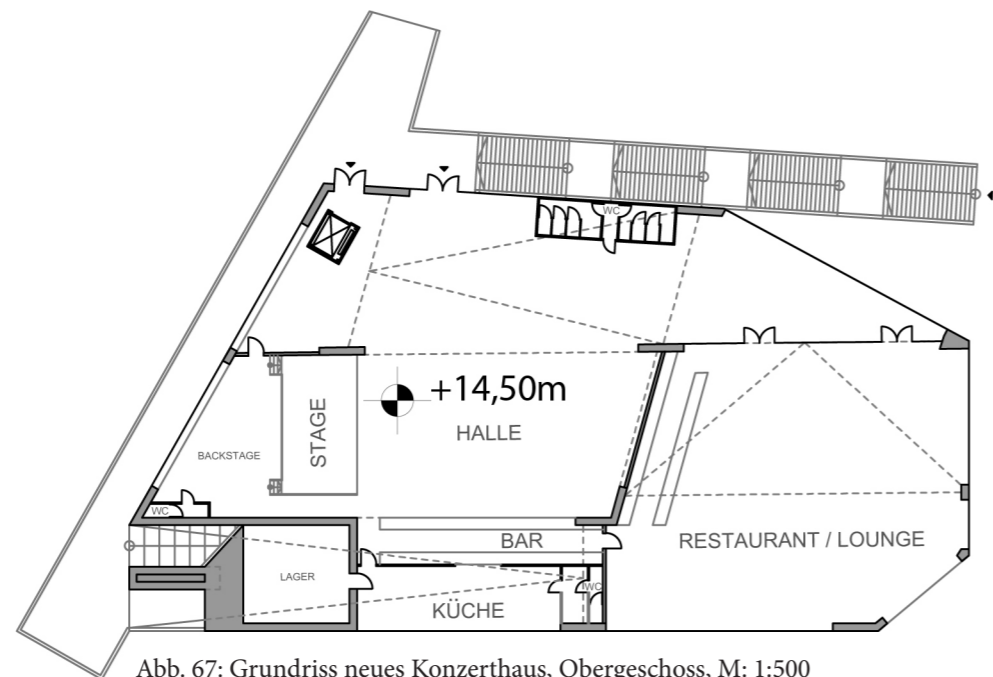 WC
+14,50m
HALLE
STAGE
BACKSTAGE
WC
BAR
RESTAURANT / LOUNGE
LAGER
WC
KÜCHE
Abb. 67: Grundriss neues Konzerthaus, Obergeschoss, M: 1:500